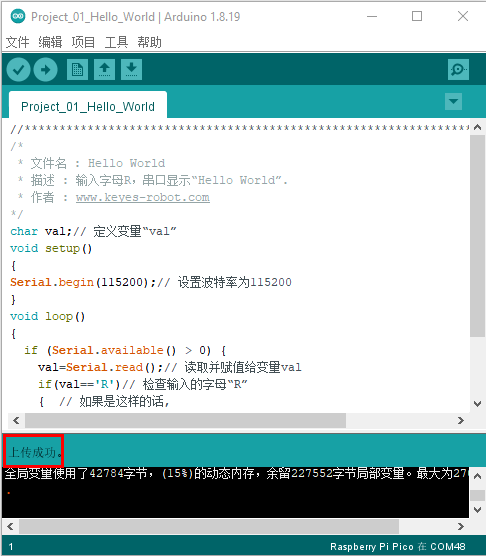 Project_01_Hello_World | Arduino 1.8.19
文件 编辑 项目 工具 帮助
Project_01_Hello_World
//****************************************************************
/*
* 文件名 : Hello World
* 描述 : 输入字母R，串口显示“Hello World”.
* 作者 : www.keyes-robot.com
*/
char val;// 定义变量“val”
void setup()
{
Serial.begin(115200);// 设置波特率为115200
}
void loop()
{
if (Serial.available() > 0) {
val=Serial.read();// 读取并赋值给变量val
if(val=='R')// 检查输入的字母“R”
{ // 如果是这样的话,
上传成功。
全局变量使用了42784字节, (15%)的动态内存, 余留227552字节局部变量。最大为27
.
1
Raspberry Pi Pico 在 COM48